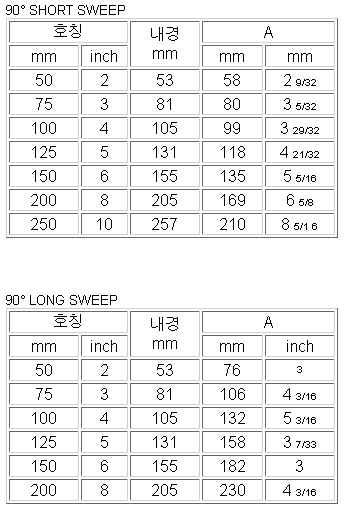 90° SHORT SWEEP
호칭 내경 mm A
mm inch mm mm
50 2 53 58 2 9/32
75 3 81 80 3 5/32
100 4 105 99 3 29/32
125 5 131 118 4 21/32
150 6 155 135 5 5/16
200 8 205 169 6 5/8
250 10 257 210 8 5/1 6
90° LONG SWEEP
호칭 내경 mm A
mm inch mm inch
50 2 53 76 3
75 3 81 106 4 3/16
100 4 105 132 5 3/16
125 5 131 158 3 7/33
150 6 155 182 3
200 8 205 230 4 3/16